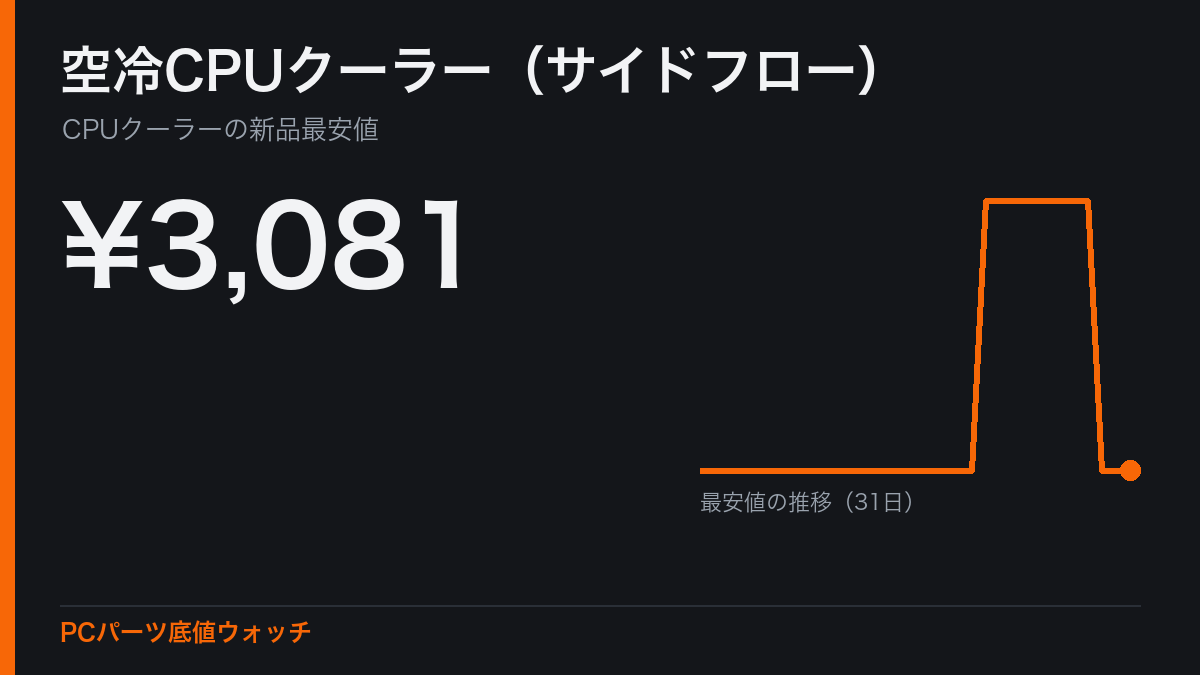 空冷CPUクーラー（サイドフロー）
CPUクーラーの新品最安値
¥3,081
最安値の推移（31日）
PCパーツ底値ウォッチ